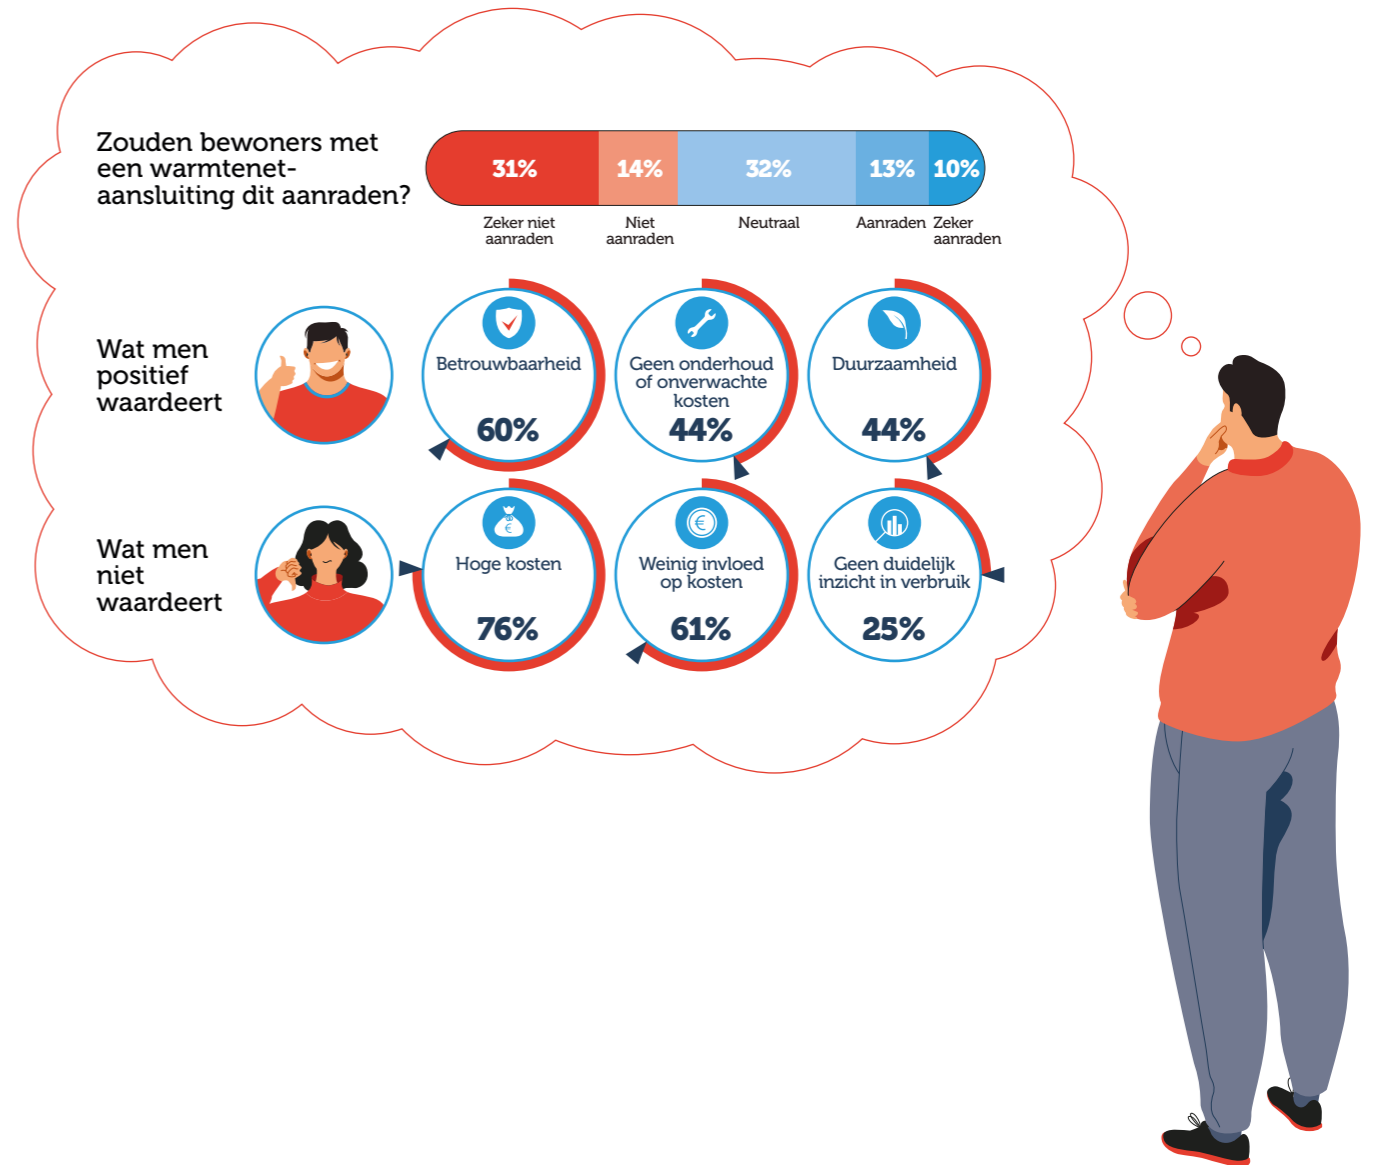 Zouden bewoners met
een warmtenet-
aansluiting dit aanraden?
31%
14%
32%
13%
10%
Zeker niet
aanraden
Niet
aanraden
Neutraal
Aanraden
Zeker
aanraden
Wat men
positief
waardeert
Betrouwbaarheid
60%
Geen onderhoud
of onverwachte
kosten
44%
Duurzaamheid
44%
Wat men
niet
waardeert
€
Hoge kosten
76%
€
Weinig invloed
op kosten
61%
Geen duidelijk
inzicht in verbruik
25%